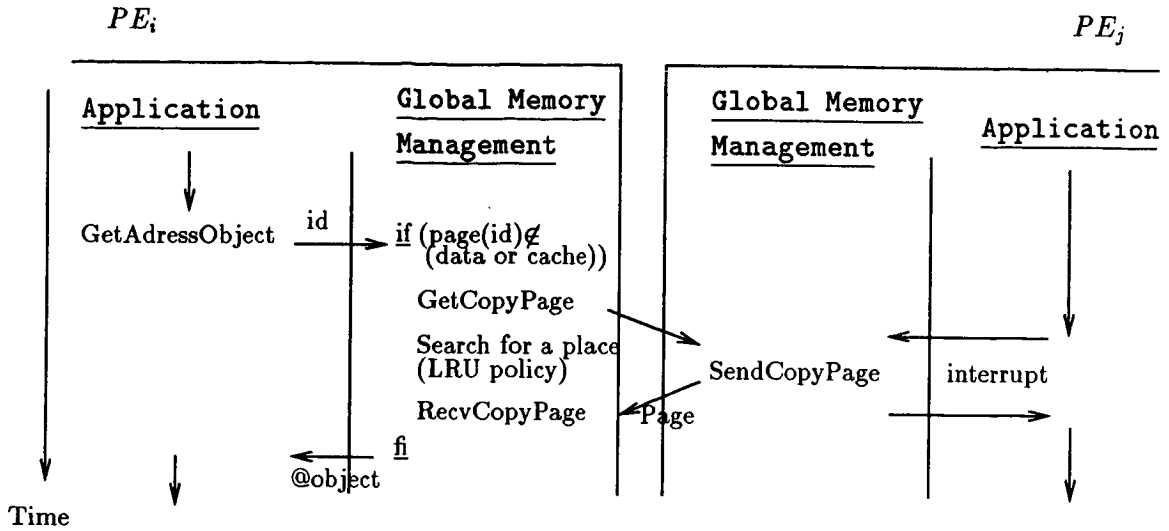 PEi
PEj
Application
Global Memory
Management
Global Memory
Management
Application
GetAdressObject
id
if (page(id)∉
(data or cache))
GetCopyPage
Search for a place
(LRU policy)
SendCopyPage
interrupt
RecvCopyPage
Page
fi
@object
Time